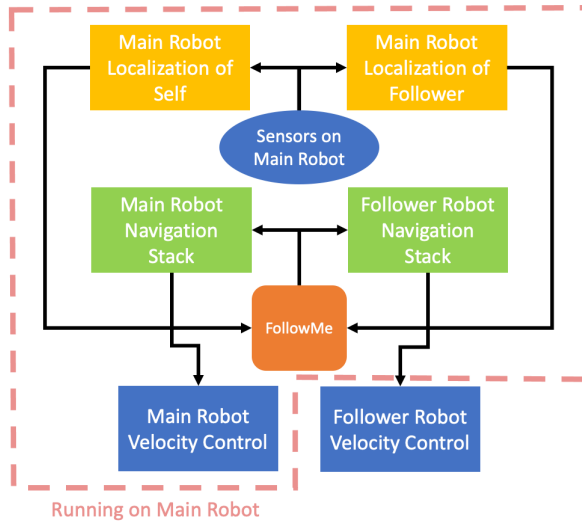 Main Robot
Localization of
Self
Main Robot
Localization of
Follower
Sensors on
Main Robot
Main Robot
Navigation
Stack
Follower Robot
Navigation
Stack
FollowMe
Main Robot
Velocity Control
Follower Robot
Velocity Control
Running on Main Robot